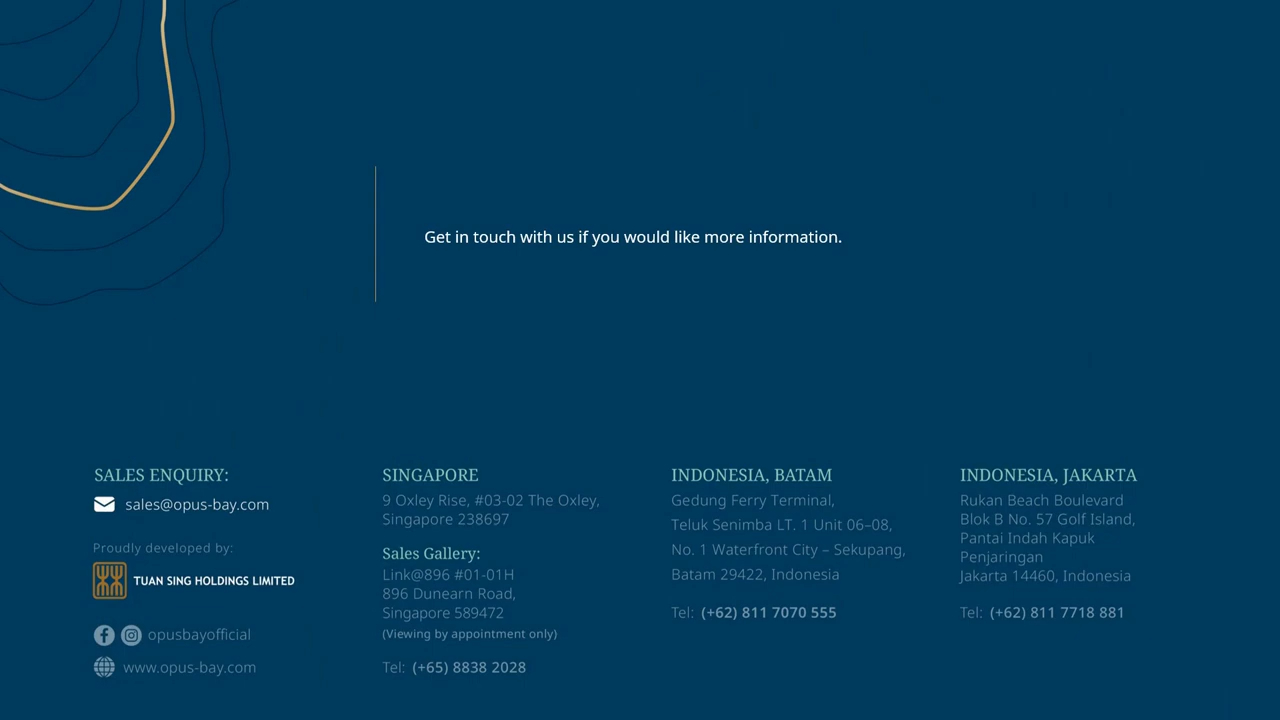 Get in touch with us if you would like more information.
SALES ENQUIRY:
sales@opus-bay.com
Proudly developed by:
TUAN SING HOLDINGS LIMITED
opusbayofficial
www.opus-bay.com
SINGAPORE
9 Oxley Rise, #03-02 The Oxley,
Singapore 238697
Sales Gallery:
Link@896 #01-01H
896 Dunearn Road,
Singapore 589472
(Viewing by appointment only)
Tel: (+65) 8838 2028
INDONESIA, BATAM
Gedung Ferry Terminal,
Teluk Senimba LT. 1 Unit 06–08,
No. 1 Waterfront City – Sekupang,
Batam 29422, Indonesia
Tel: (+62) 811 7070 555
INDONESIA, JAKARTA
Rukan Beach Boulevard
Blok B No. 57 Golf Island,
Pantai Indah Kapuk
Penjaringan
Jakarta 14460, Indonesia
Tel: (+62) 811 7718 881